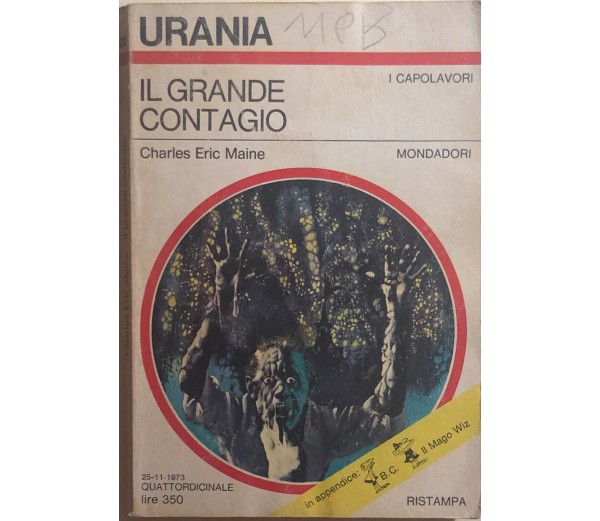 URANIA
I CAPOLAVORI
IL GRANDE
CONTAGIO
Charles Eric Maine
MONDADORI
25-11-1973
QUATTORDICINALE
lire 350
in appendice:
B.C.
Il Mago Wiz
RISTAMPA